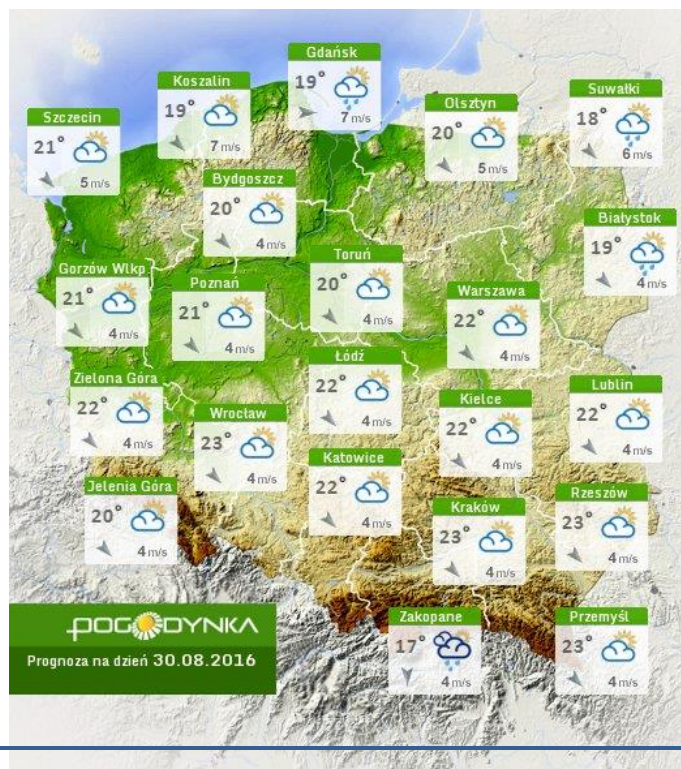 Gdańsk
19°
7 m/s
Koszalin
19°
7 m/s
Suwałki
18°
6 m/s
Olsztyn
20°
5 m/s
Szczecin
21°
5 m/s
Bydgoszcz
20°
4 m/s
Białystok
19°
4 m/s
Toruń
20°
4 m/s
Gorzów Wlkp
21°
4 m/s
Poznań
21°
4 m/s
Warszawa
22°
4 m/s
Łódź
22°
4 m/s
Zielona Góra
22°
4 m/s
Lublin
22°
4 m/s
Kielce
22°
4 m/s
Wrocław
23°
4 m/s
Katowice
22°
4 m/s
Jelenia Góra
20°
4 m/s
Rzeszów
23°
4 m/s
Kraków
23°
4 m/s
Zakopane
17°
4 m/s
Przemyśl
23°
4 m/s
POGODYNKA
Prognoza na dzień 30.08.2016